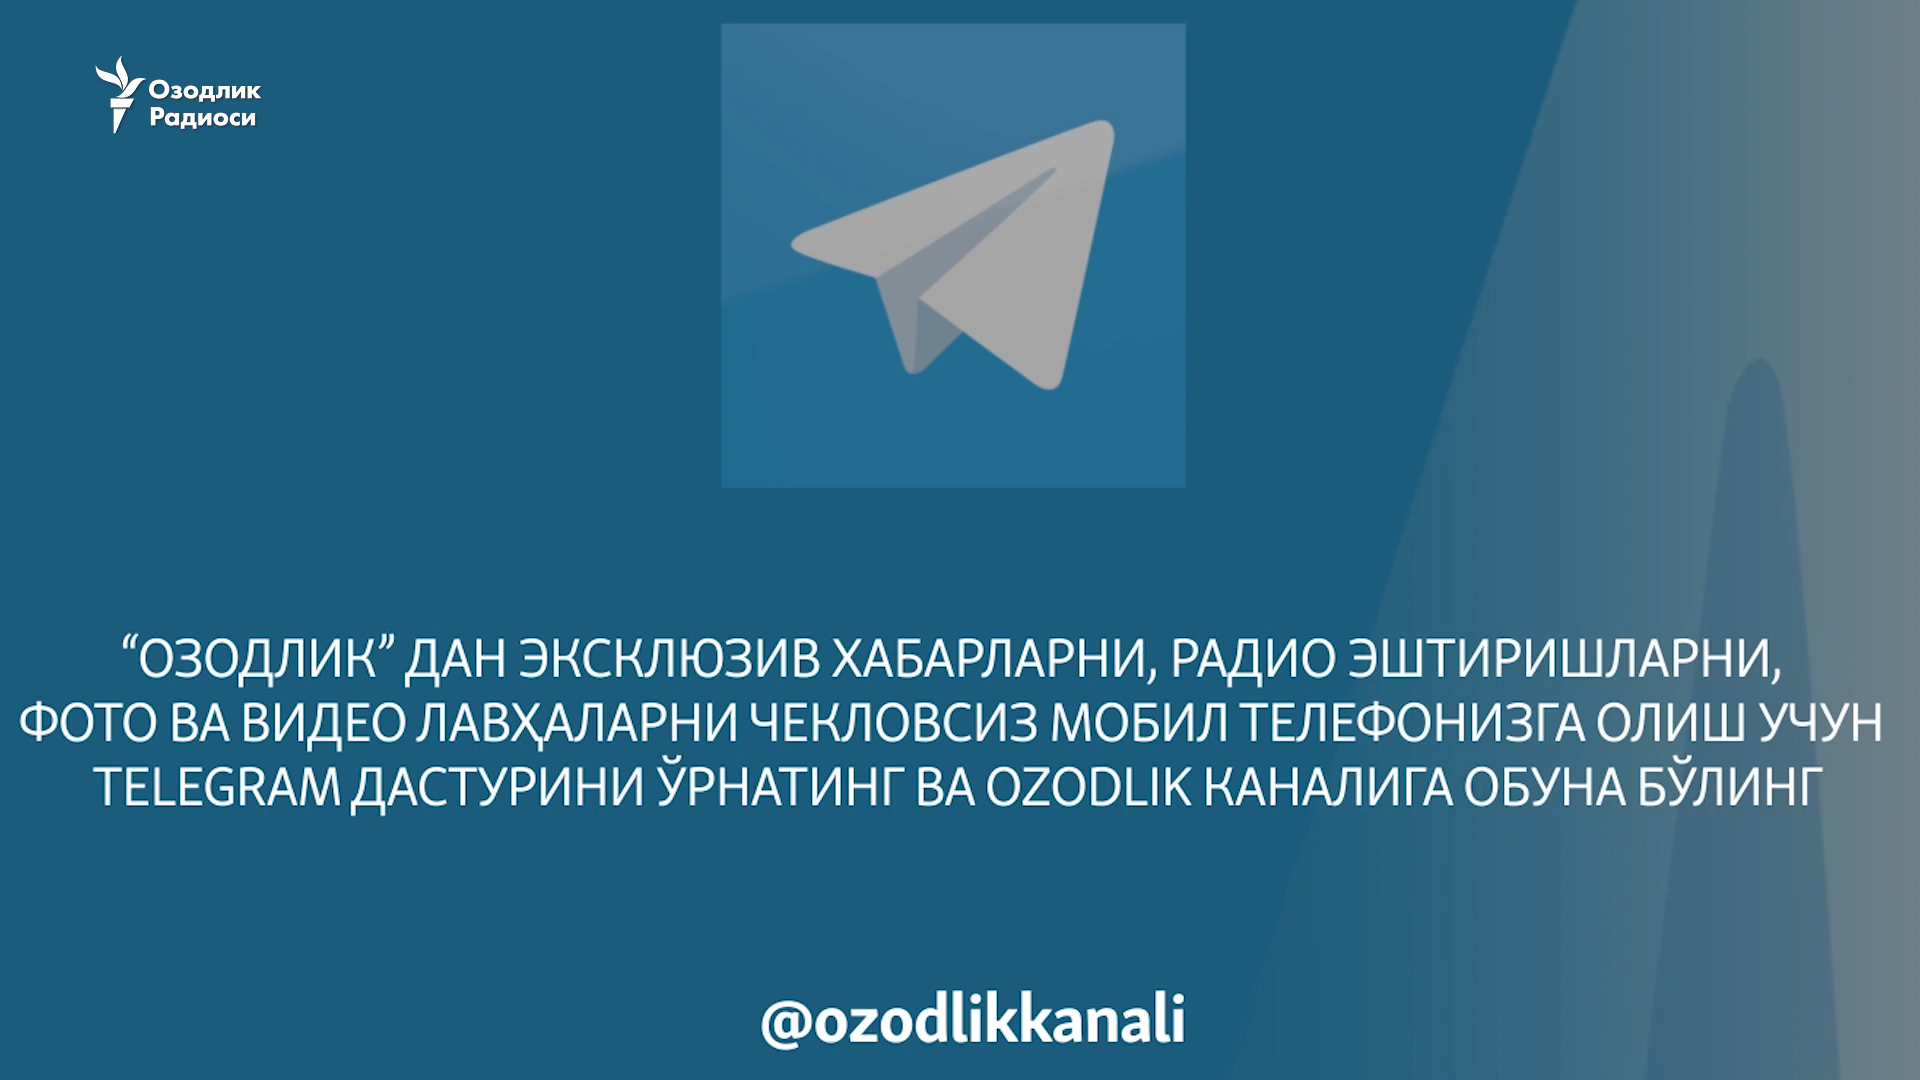 Озодлик
Радиоси
“ОЗОДЛИК” ДАН ЭКСКЛЮЗИВ ХАБАРЛАРНИ, РАДИО ЭШТИРИШЛАРНИ,
ФОТО ВА ВИДЕО ЛАВҲАЛАРНИ ЧЕКЛОВСИЗ МОБИЛ ТЕЛЕФОНИЗГА ОЛИШ УЧУН
TELEGRAM ДАСТУРИНИ ЎРНАТИНГ ВА OZODLIK КАНАЛИГА ОБУНА БЎЛИНГ
@ozodlikkanali